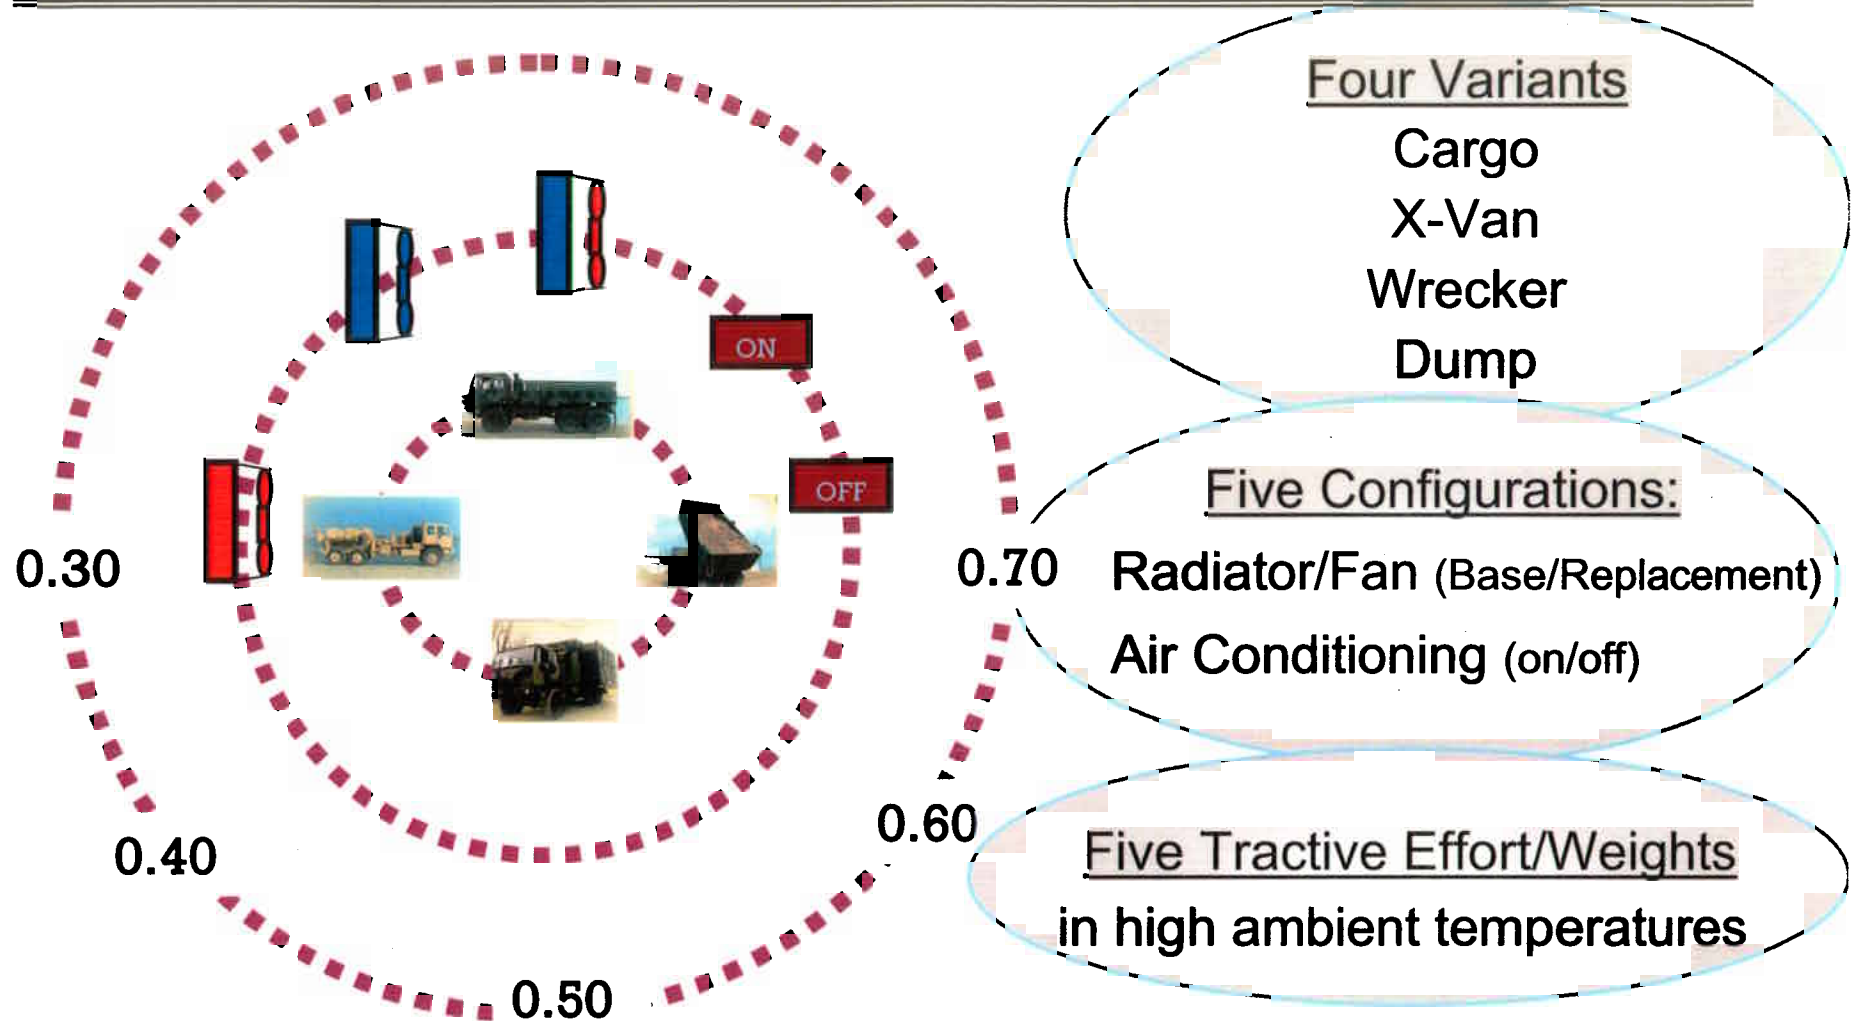 ON
OFF
0.30
0.40
0.50
0.60
0.70
Four Variants
Cargo
X-Van
Wrecker
Dump
Five Configurations:
Radiator/Fan (Base/Replacement)
Air Conditioning (on/off)
Five Tractive Effort/Weights
in high ambient temperatures